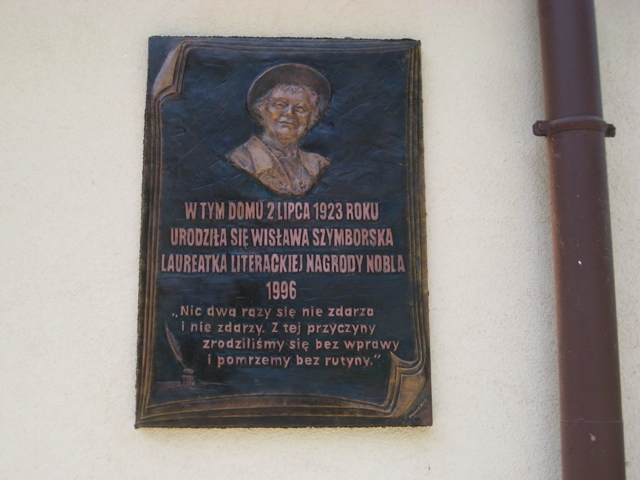 W TYM DOMU 2 LIPCA 1923 ROKU
URODZIŁA SIĘ WISŁAWA SZYMBORSKA
LAUREATKA LITERACKIEJ NAGRODY NOBLA
1996
„Nic dwa razy się nie zdarza
i nie zdarzy. Z tej przyczyny
zrodziliśmy się bez wprawy
i pomrzemy bez rutyny."